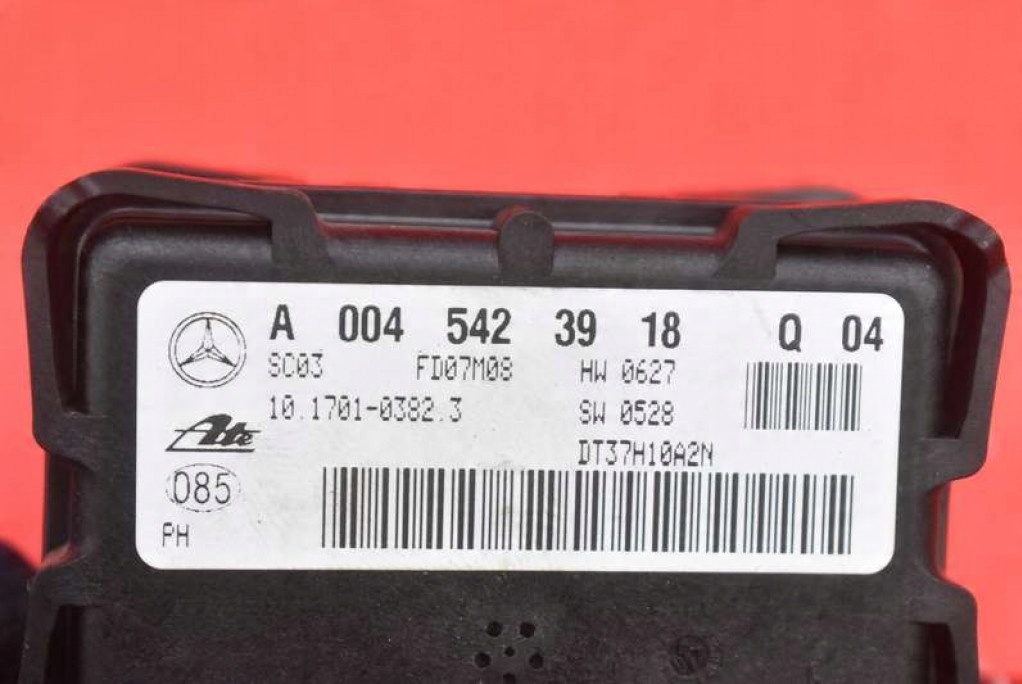 A 004 542 39 18 Q 04
SC03 FD07M08 HW 0627
10.1701-0382.3 SW 0528
Ate DT37H10A2N
085
PH